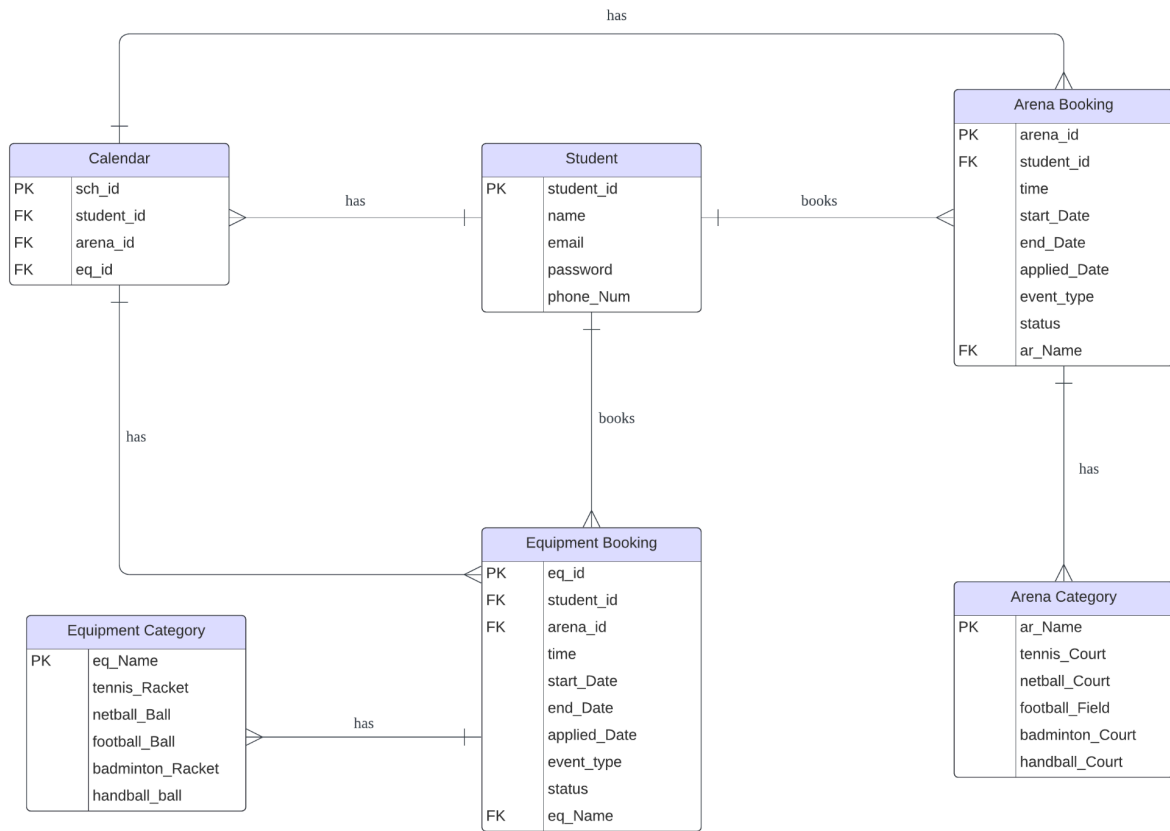 has
Arena Booking
PK arena_id
FK student_id
time
start_Date
end_Date
applied_Date
event_type
status
FK ar_Name
Calendar
PK sch_id
FK student_id
FK arena_id
FK eq_id
has
Student
PK student_id
name
email
password
phone_Num
books
has
books
has
Equipment Booking
PK eq_id
FK student_id
FK arena_id
time
start_Date
end_Date
applied_Date
event_type
status
FK eq_Name
Arena Category
PK ar_Name
tennis_Court
netball_Court
football_Field
badminton_Court
handball_Court
Equipment Category
PK eq_Name
tennis_Racket
netball_Ball
football_Ball
badminton_Racket
handball_ball
has